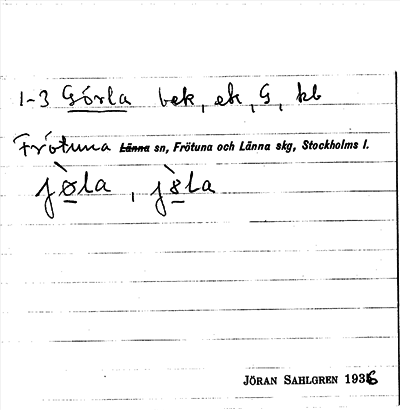 1-3 Görla bek, ek, G, kb
Frötuna Länna sn, Frötuna och Länna skg, Stockholms l.
jø̀la, jè̵la
JÖRAN SAHLGREN 1936